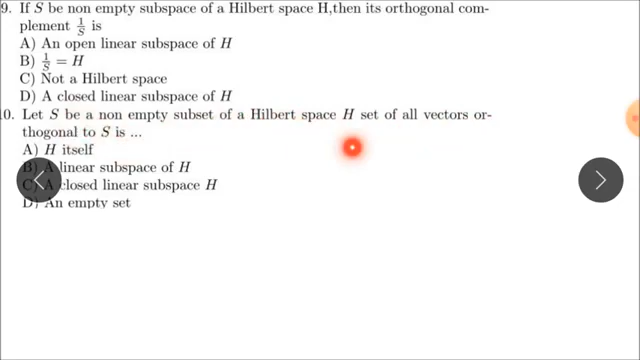 9. If S be non empty subspace of a Hilbert space H,then its orthogonal com-
plement 1/S is
A) An open linear subspace of H
B) 1/S = H
C) Not a Hilbert space
D) A closed linear subspace of H
10. Let S be a non empty subset of a Hilbert space H set of all vectors or-
thogonal to S is ...
A) H itself
B) A linear subspace of H
C) A closed linear subspace H
D) An empty set